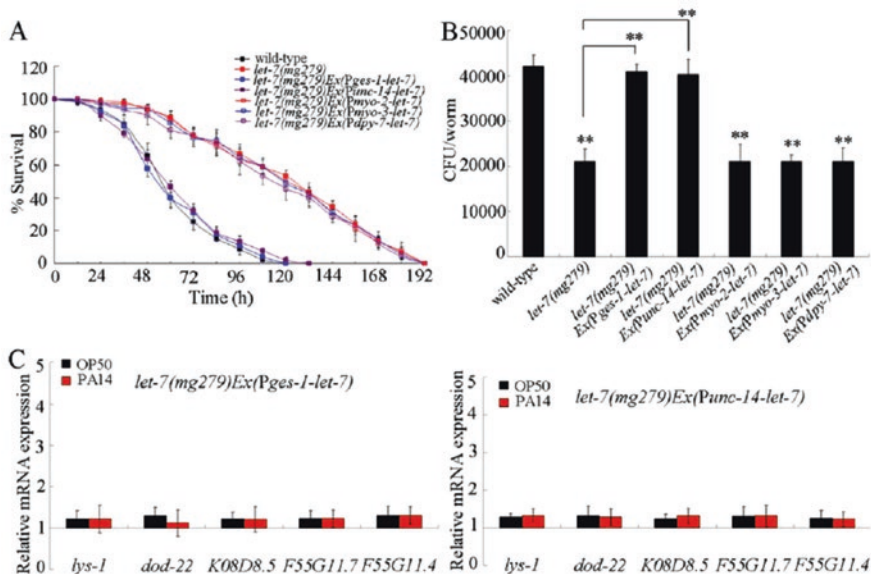 A
120
100
80
60
40
20
0
% Survival
0 24 48 72 96 120 144 168 192
Time (h)
wild-type
let-7(mg279)
let-7(mg279)Ex(Pges-1-let-7)
let-7(mg279)Ex(Punc-14-let-7)
let-7(mg279)Ex(Pmyo-2-let-7)
let-7(mg279)Ex(Pmyo-3-let-7)
let-7(mg279)Ex(Pdpy-7-let-7)
B
50000
40000
30000
20000
10000
0
CFU/worm
**
**
**
**
**
**
wild-type
let-7(mg279)
let-7(mg279)
Ex(Pges-1-let-7)
let-7(mg279)
Ex(Punc-14-let-7)
let-7(mg279)
Ex(Pmyo-2-let-7)
let-7(mg279)
Ex(Pmyo-3-let-7)
let-7(mg279)
Ex(Pdpy-7-let-7)
C
Relative mRNA expression
5
4
3
2
1
0
OP50
PA14
let-7(mg279)Ex(Pges-1-let-7)
lys-1 dod-22 K08D8.5 F55G11.7 F55G11.4
Relative mRNA expression
5
4
3
2
1
0
OP50
PA14
let-7(mg279)Ex(Punc-14-let-7)
lys-1 dod-22 K08D8.5 F55G11.7 F55G11.4